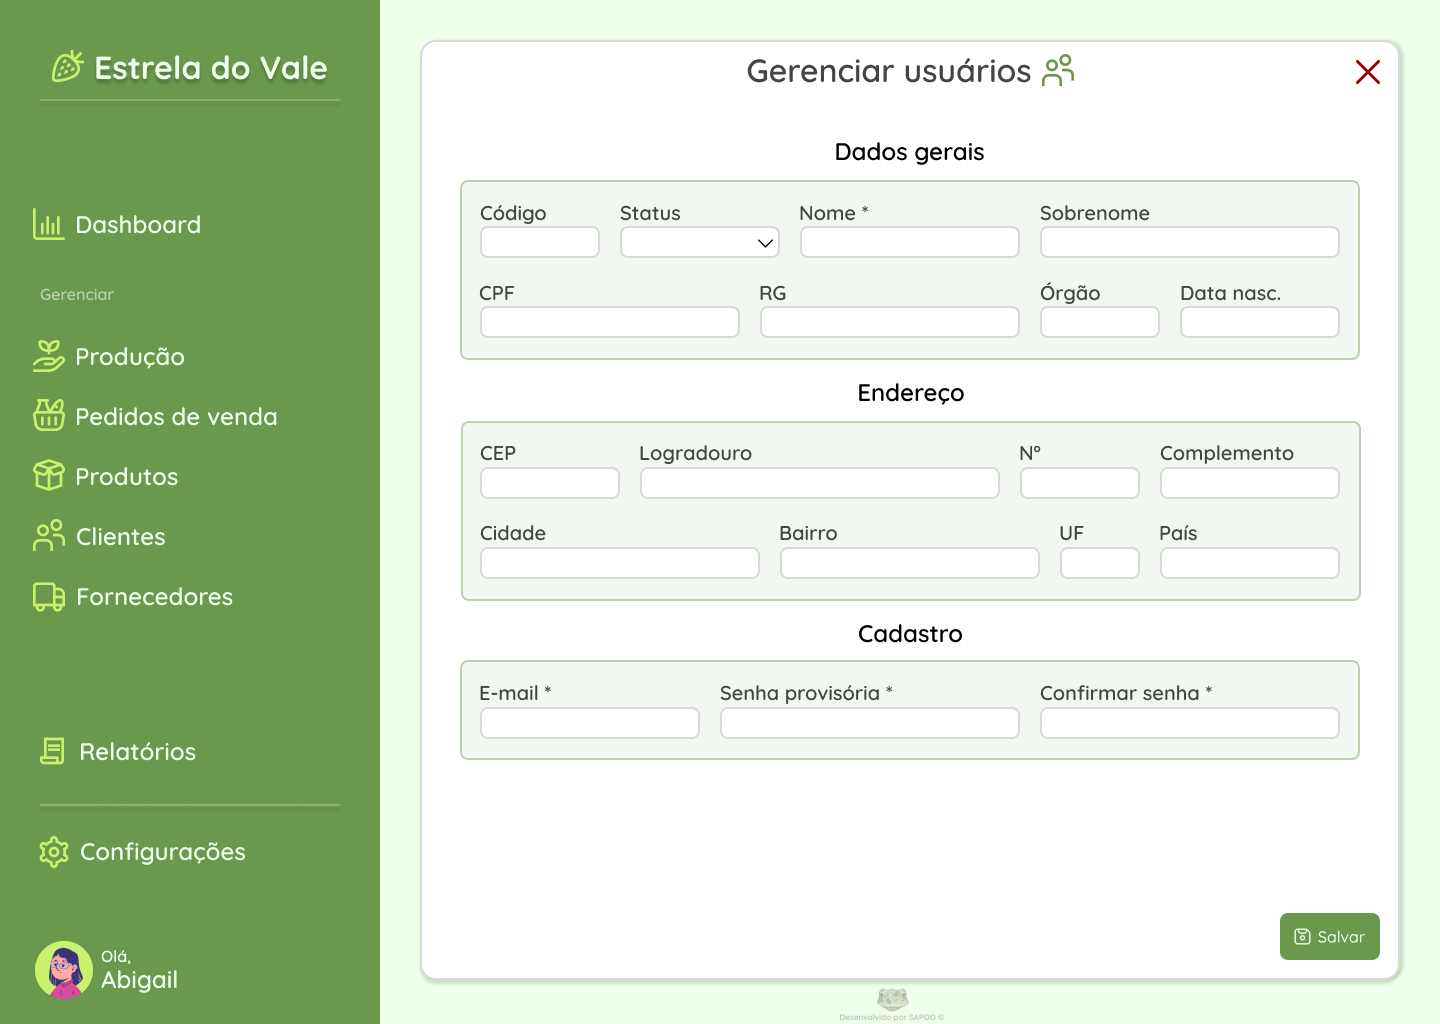 Estrela do Vale
Dashboard
Gerenciar
Produção
Pedidos de venda
Produtos
Clientes
Fornecedores
Relatórios
Configurações
Olá,
Abigail
Gerenciar usuários
Dados gerais
Código Status Nome * Sobrenome
CPF RG Órgão Data nasc.
Endereço
CEP Logradouro Nº Complemento
Cidade Bairro UF País
Cadastro
E-mail * Senha provisória * Confirmar senha *
Salvar
Desenvolvido por SAPOO ©